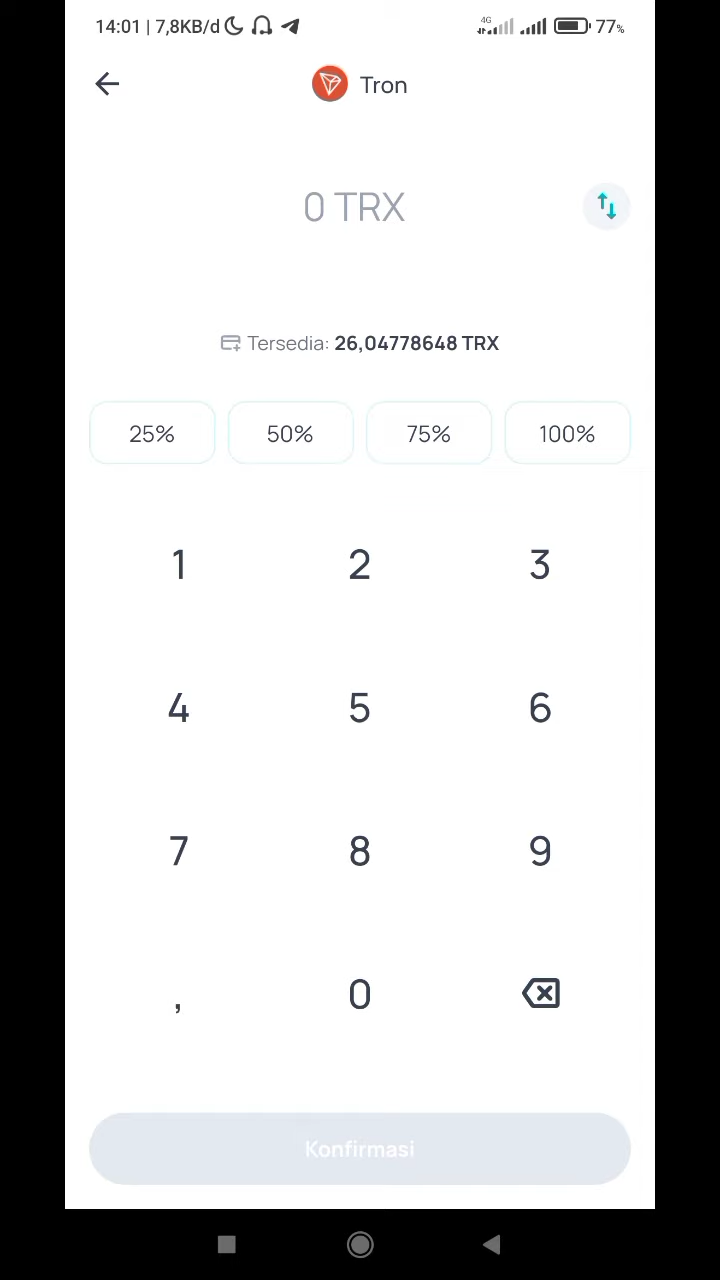 14:01 | 7,8KB/d 4G 77%
Tron
0 TRX
Tersedia: 26,04778648 TRX
25% 50% 75% 100%
1 2 3
4 5 6
7 8 9
, 0
Konfirmasi